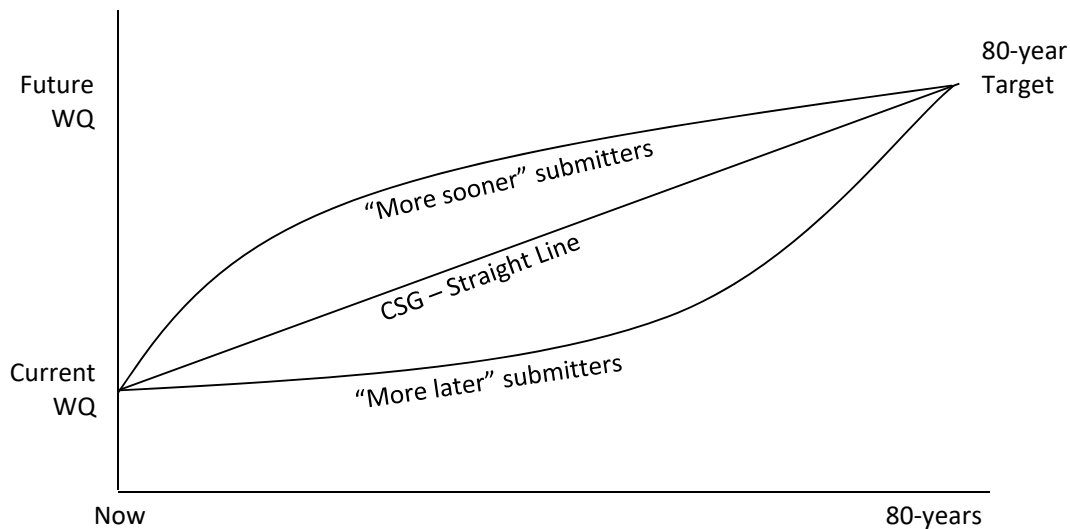 80-year
Target
Future
WQ
“More sooner” submitters
CSG – Straight Line
Current
WQ
“More later” submitters
Now
80-years